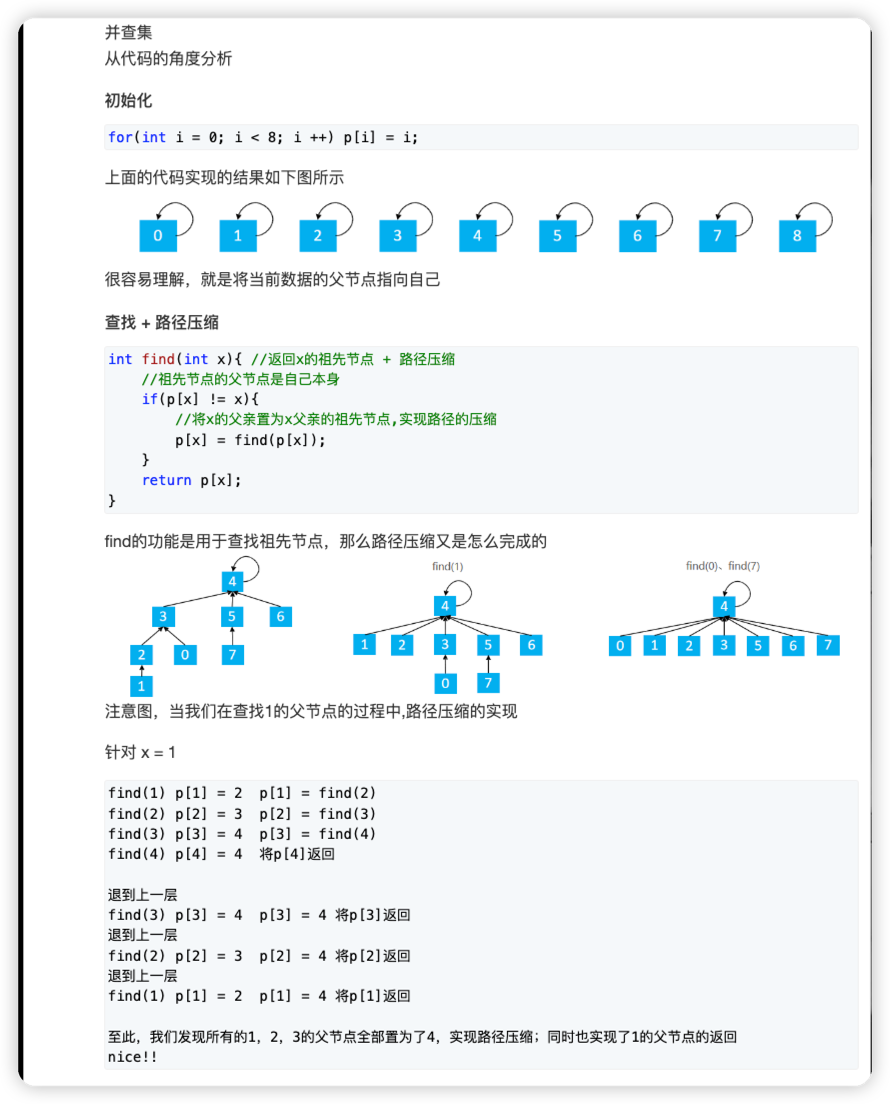 并查集
从代码的角度分析
初始化
for(int i = 0; i < 8; i ++) p[i] = i;
上面的代码实现的结果如下图所示
0 1 2 3 4 5 6 7 8
很容易理解，就是将当前数据的父节点指向自己
查找 + 路径压缩
int find(int x){ //返回x的祖先节点 + 路径压缩
//祖先节点的父节点是自己本身
if(p[x] != x){
//将x的父亲置为x父亲的祖先节点,实现路径的压缩
p[x] = find(p[x]);
}
return p[x];
}
find的功能是用于查找祖先节点，那么路径压缩又是怎么完成的
4
3 5 6
2 0 7
1
find(1)
4
1 2 3 5 6
0 7
find(0)、find(7)
4
0 1 2 3 5 6 7
注意图，当我们在查找1的父节点的过程中,路径压缩的实现
针对 x = 1
find(1) p[1] = 2  p[1] = find(2)
find(2) p[2] = 3  p[2] = find(3)
find(3) p[3] = 4  p[3] = find(4)
find(4) p[4] = 4  将p[4]返回
退到上一层
find(3) p[3] = 4  p[3] = 4 将p[3]返回
退到上一层
find(2) p[2] = 3  p[2] = 4 将p[2]返回
退到上一层
find(1) p[1] = 2  p[1] = 4 将p[1]返回
至此，我们发现所有的1，2，3的父节点全部置为了4，实现路径压缩；同时也实现了1的父节点的返回
nice!!